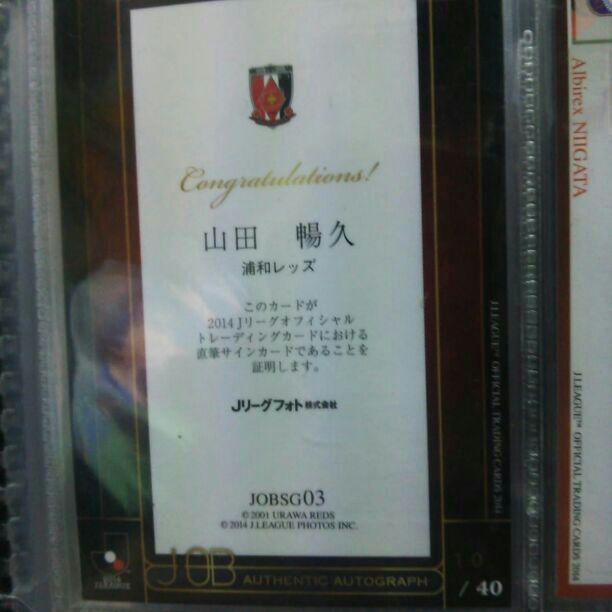 Congratulations!
山田 暢久
浦和レッズ
このカードが
2014 Jリーグオフィシャル
トレーディングカードにおける
直筆サインカードであることを
証明します。
Jリーグフォト株式会社
JOBSG03
© 2001 URAWA REDS
© 2014 J.LEAGUE PHOTOS INC.
J.LEAGUE
JOB AUTHENTIC AUTOGRAPH
10
/ 40
J.LEAGUE™ OFFICIAL TRADING CARDS 2014
Albirex NIIGATA
J.LEAGUE™ OFFICIAL TRADING CARDS 2014